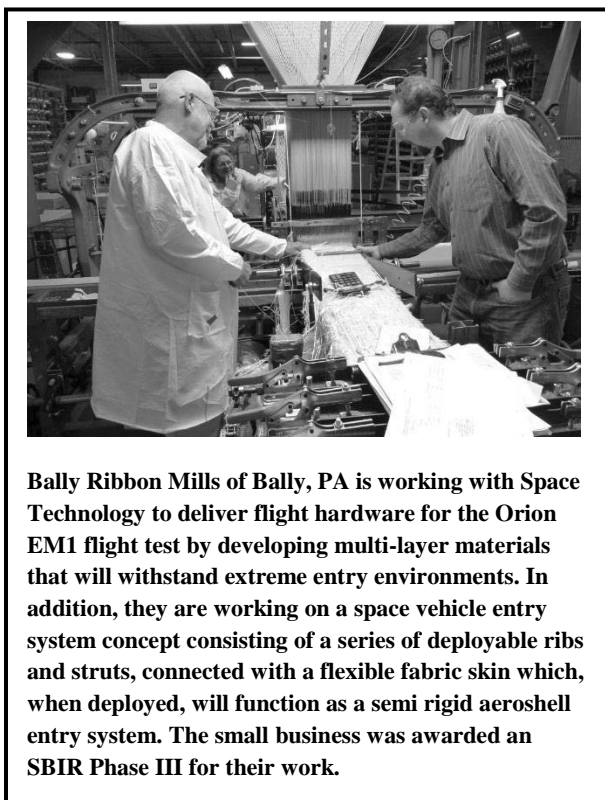 Bally Ribbon Mills of Bally, PA is working with Space
Technology to deliver flight hardware for the Orion
EM1 flight test by developing multi-layer materials
that will withstand extreme entry environments. In
addition, they are working on a space vehicle entry
system concept consisting of a series of deployable ribs
and struts, connected with a flexible fabric skin which,
when deployed, will function as a semi rigid aeroshell
entry system. The small business was awarded an
SBIR Phase III for their work.